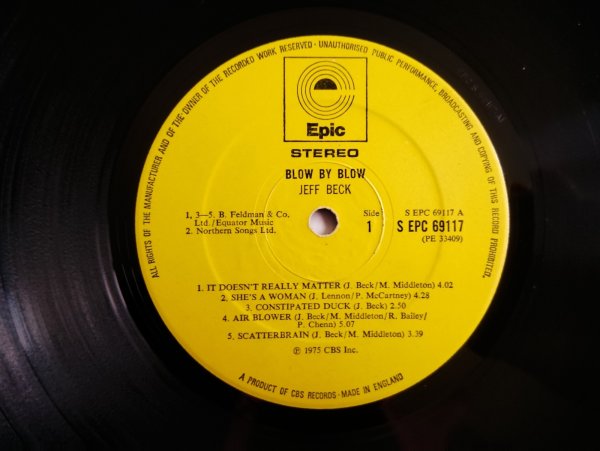 ALL RIGHTS OF THE MANUFACTURER AND OF THE OWNER OF THE RECORDED WORK RESERVED · UNAUTHORISED PUBLIC PERFORMANCE, BROADCASTING AND COPYING OF THIS RECORD PROHIBITED.
Epic
STEREO
BLOW BY BLOW
JEFF BECK
1, 3—5. B. Feldman & Co.
Ltd./Equator Music
2. Northern Songs Ltd.
Side
1
S EPC 69117 A
S EPC 69117
(PE 33409)
1. IT DOESN'T REALLY MATTER (J. Beck/M. Middleton) 4.02
2. SHE'S A WOMAN (J. Lennon/P. McCartney) 4.28
3. CONSTIPATED DUCK (J. Beck) 2.50
4. AIR BLOWER (J. Beck/M. Middleton/R. Bailey/
P. Chenn) 5.07
5. SCATTERBRAIN (J. Beck/M. Middleton) 3.39
℗ 1975 CBS Inc.
A PRODUCT OF CBS RECORDS · MADE IN ENGLAND